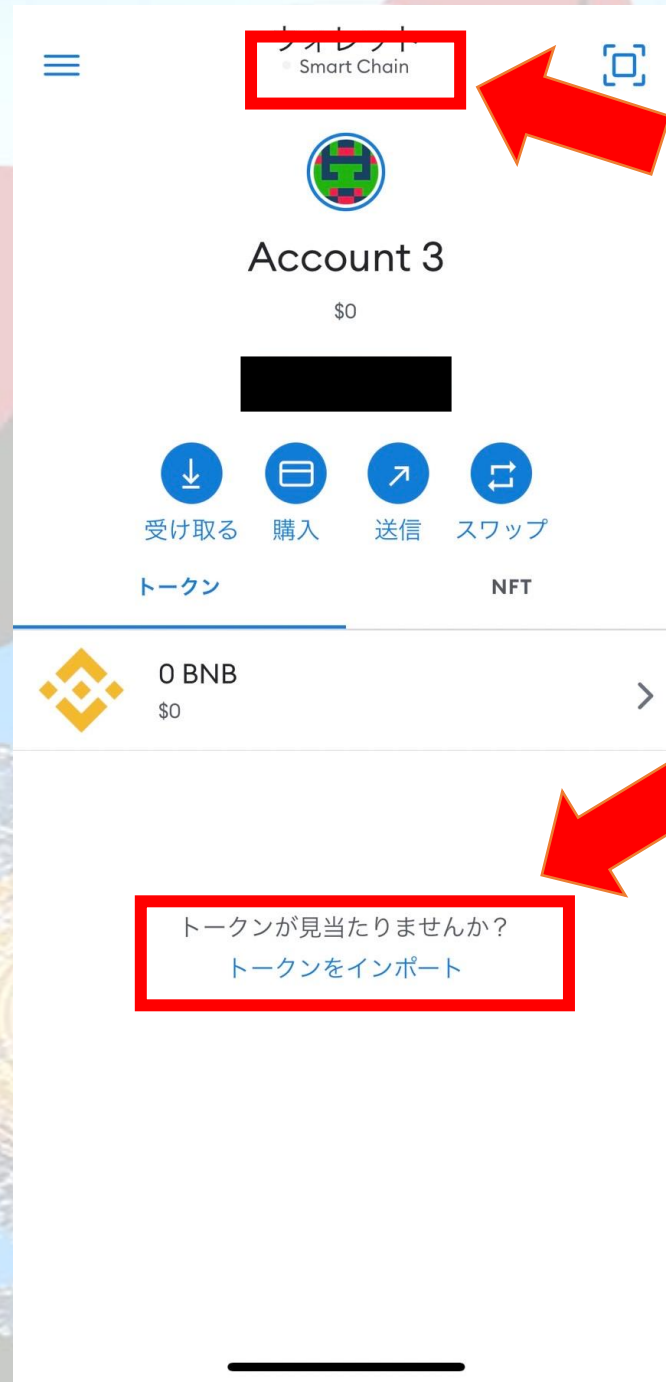 ウォレット
Smart Chain
Account 3
$0
受け取る 購入 送信 スワップ
トークン NFT
0 BNB
$0
トークンが見当たりませんか？
トークンをインポート